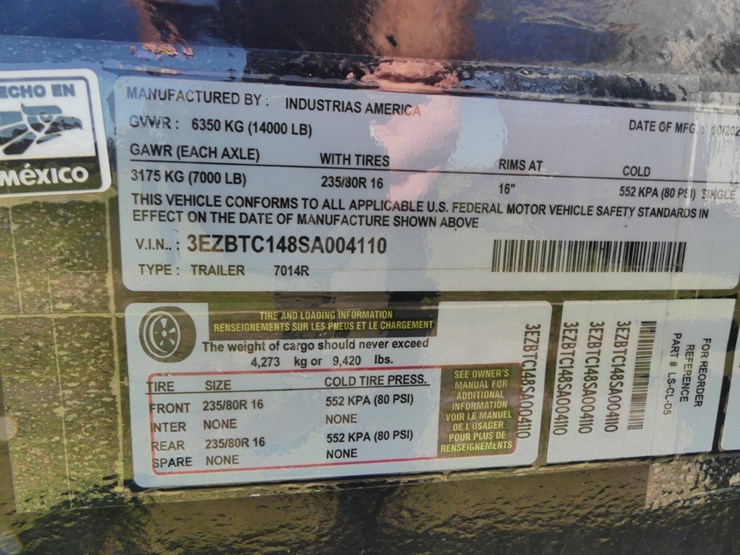 ECHO EN
MÉXICO
MANUFACTURED BY: INDUSTRIAS AMERICA
GVWR: 6350 KG (14000 LB) DATE OF MFG.:
GAWR (EACH AXLE) WITH TIRES RIMS AT COLD
3175 KG (7000 LB) 235/80R 16 16" 552 KPA (80 PSI) SINGLE
THIS VEHICLE CONFORMS TO ALL APPLICABLE U.S. FEDERAL MOTOR VEHICLE SAFETY STANDARDS IN
EFFECT ON THE DATE OF MANUFACTURE SHOWN ABOVE
V.I.N..: 3EZBTC148SA004110
TYPE: TRAILER 7014R
TIRE AND LOADING INFORMATION
RENSEIGNEMENTS SUR LES PNEUS ET LE CHARGEMENT
The weight of cargo should never exceed
4,273 kg or 9,420 lbs.
TIRE SIZE COLD TIRE PRESS.
FRONT 235/80R 16 552 KPA (80 PSI)
INTER NONE NONE
REAR 235/80R 16 552 KPA (80 PSI)
SPARE NONE NONE
SEE OWNER'S
MANUAL FOR
ADDITIONAL
INFORMATION
VOIR LE MANUEL
DE L'USAGER
POUR PLUS DE
RENSEIGNEMENTS
3EZBTC148SA004110
3EZBTC148SA004110
3EZBTC148SA004110
3EZBTC148SA004110
FOR REORDER
REFERENCE
PART # LS-CL-D5